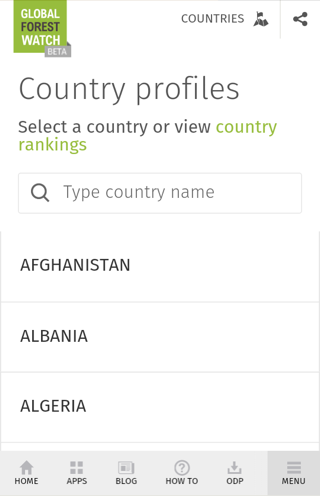 GLOBAL
FOREST
WATCH
BETA
COUNTRIES
Country profiles
Select a country or view country
rankings
Type country name
AFGHANISTAN
ALBANIA
ALGERIA
HOME APPS BLOG HOW TO ODP MENU